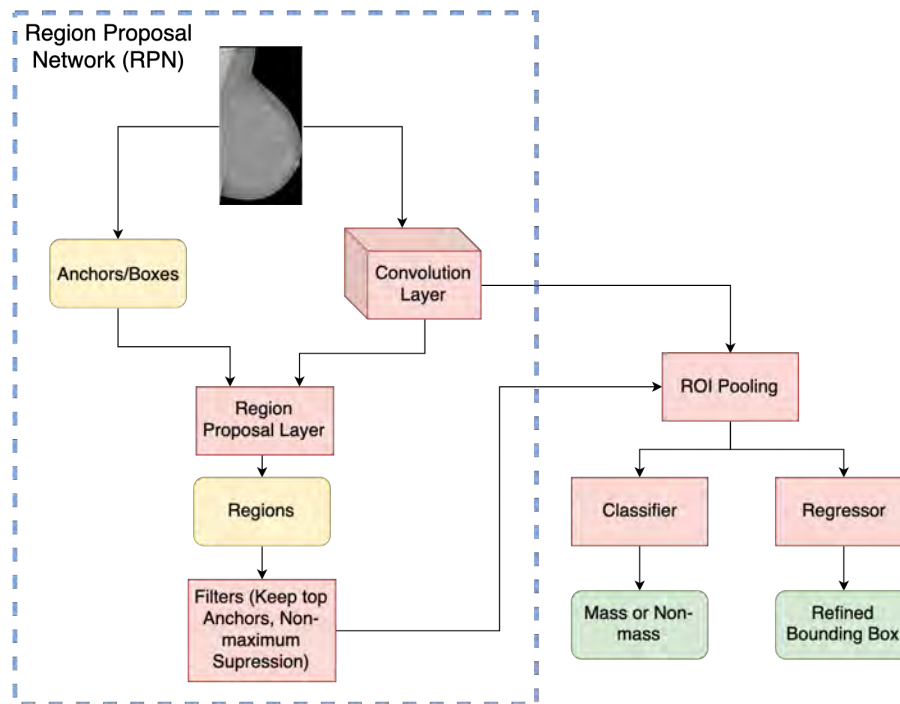 Region Proposal
Network (RPN)
Anchors/Boxes
Convolution
Layer
Region
Proposal Layer
ROI Pooling
Regions
Classifier
Regressor
Filters (Keep top
Anchors, Non-
maximum
Supression)
Mass or Non-
mass
Refined
Bounding Box